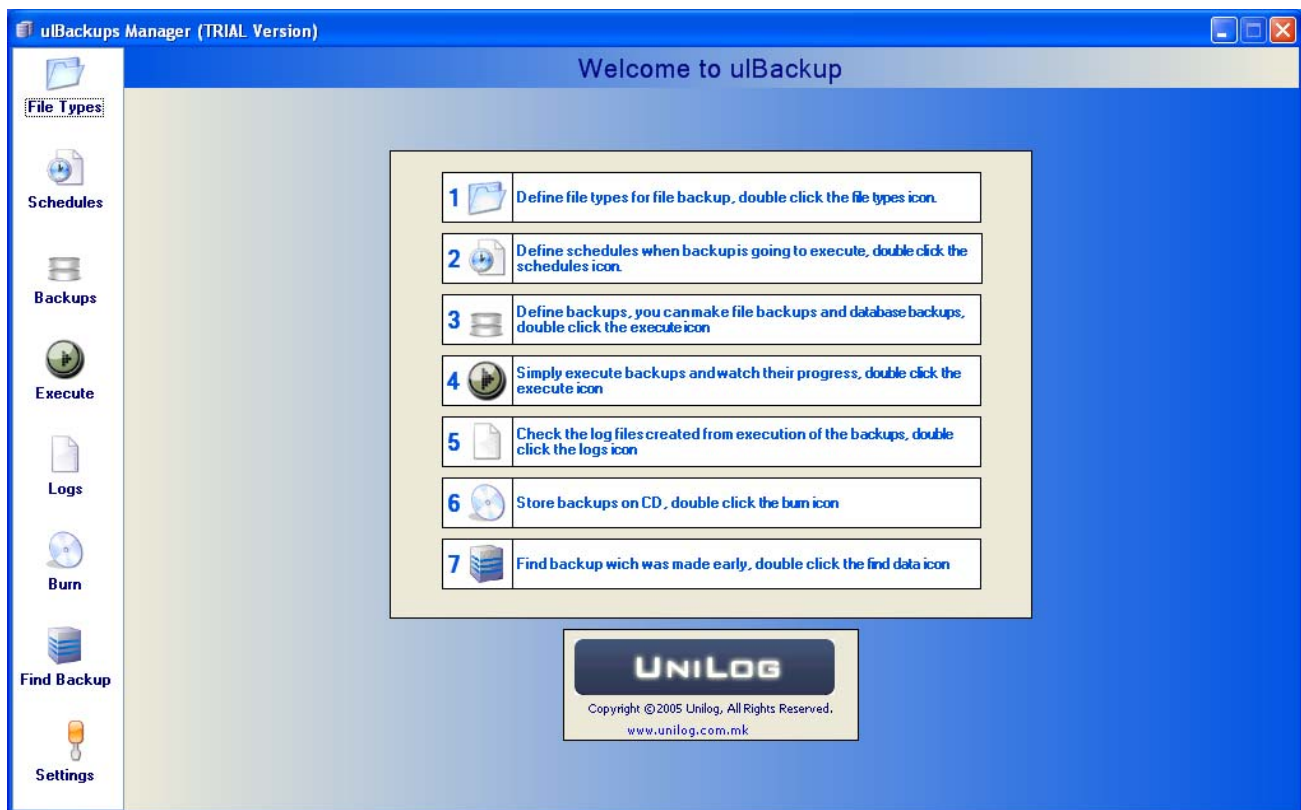 ulBackups Manager (TRIAL Version)
Welcome to ulBackup
File Types
Schedules
Backups
Execute
Logs
Burn
Find Backup
Settings
1 Define file types for file backup, double click the file types icon.
2 Define schedules when backup is going to execute, double click the
schedules icon.
3 Define backups, you can make file backups and database backups,
double click the execute icon
4 Simply execute backups and watch their progress, double click the
execute icon
5 Check the log files created from execution of the backups, double
click the logs icon
6 Store backups on CD, double click the burn icon
7 Find backup wich was made early, double click the find data icon
UNILOG
Copyright ©2005 Unilog, All Rights Reserved.
www.unilog.com.mk